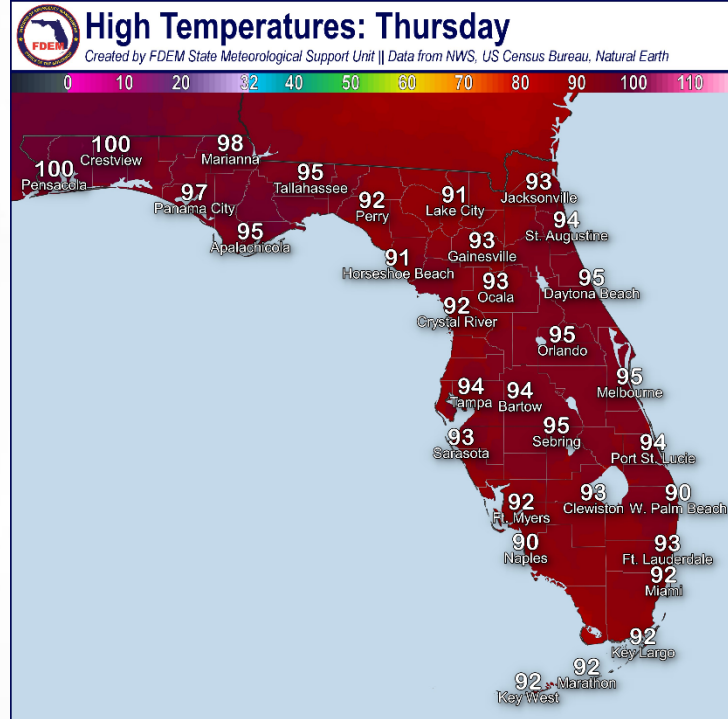 High Temperatures: Thursday
Created by FDEM State Meteorological Support Unit || Data from NWS, US Census Bureau, Natural Earth
FDEM
0 10 20 32 40 50 60 70 80 90 100 110
100
Crestview
98
Marianna
100
Pensacola
95
Tallahassee
97
Panama City
92
Perry
91
Lake City
93
Jacksonville
94
St. Augustine
95
Apalachicola
93
Gainesville
91
Horseshoe Beach
93
Ocala
95
Daytona Beach
92
Crystal River
95
Orlando
95
Melbourne
94
Tampa
94
Bartow
95
Sebring
93
Sarasota
94
Port St. Lucie
92
Ft. Myers
93
Clewiston
90
W. Palm Beach
90
Naples
93
Ft. Lauderdale
92
Miami
92
Key Largo
92
Marathon
92
Key West